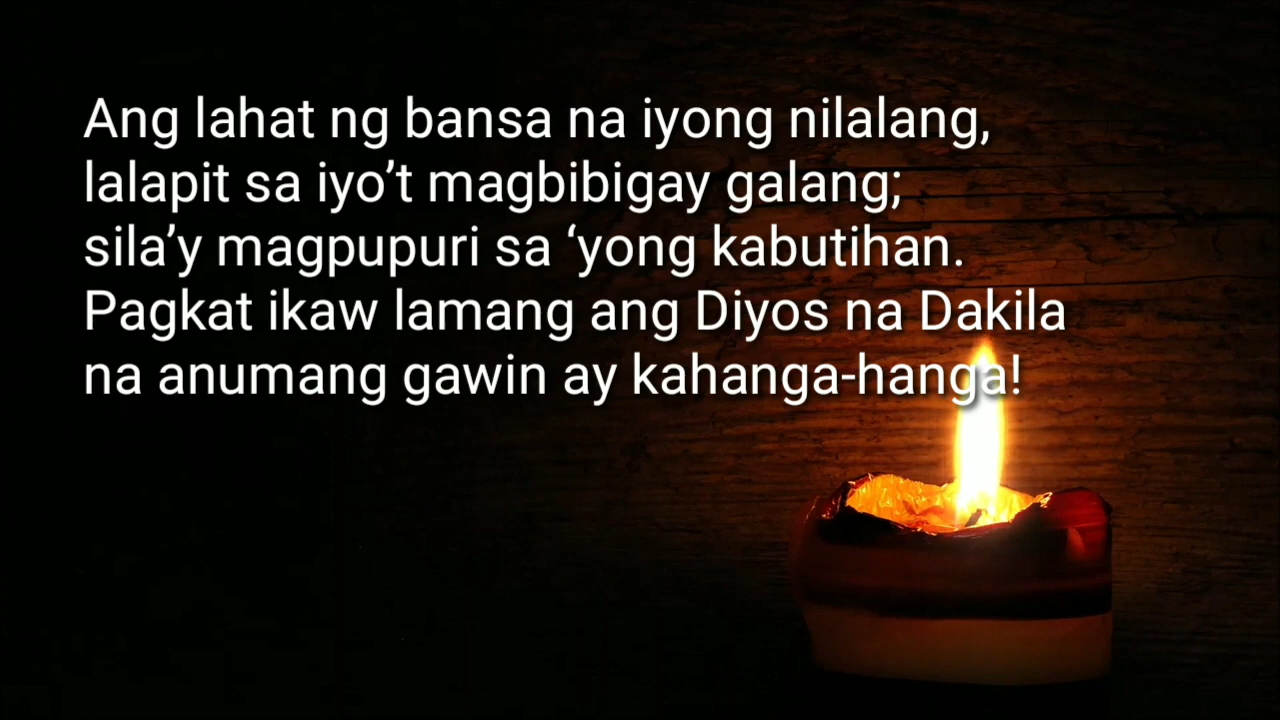 Ang lahat ng bansa na iyong nilalang,
lalapit sa iyo’t magbibigay galang;
sila’y magpupuri sa ‘yong kabutihan.
Pagkat ikaw lamang ang Diyos na Dakila
na anumang gawin ay kahanga-hanga!